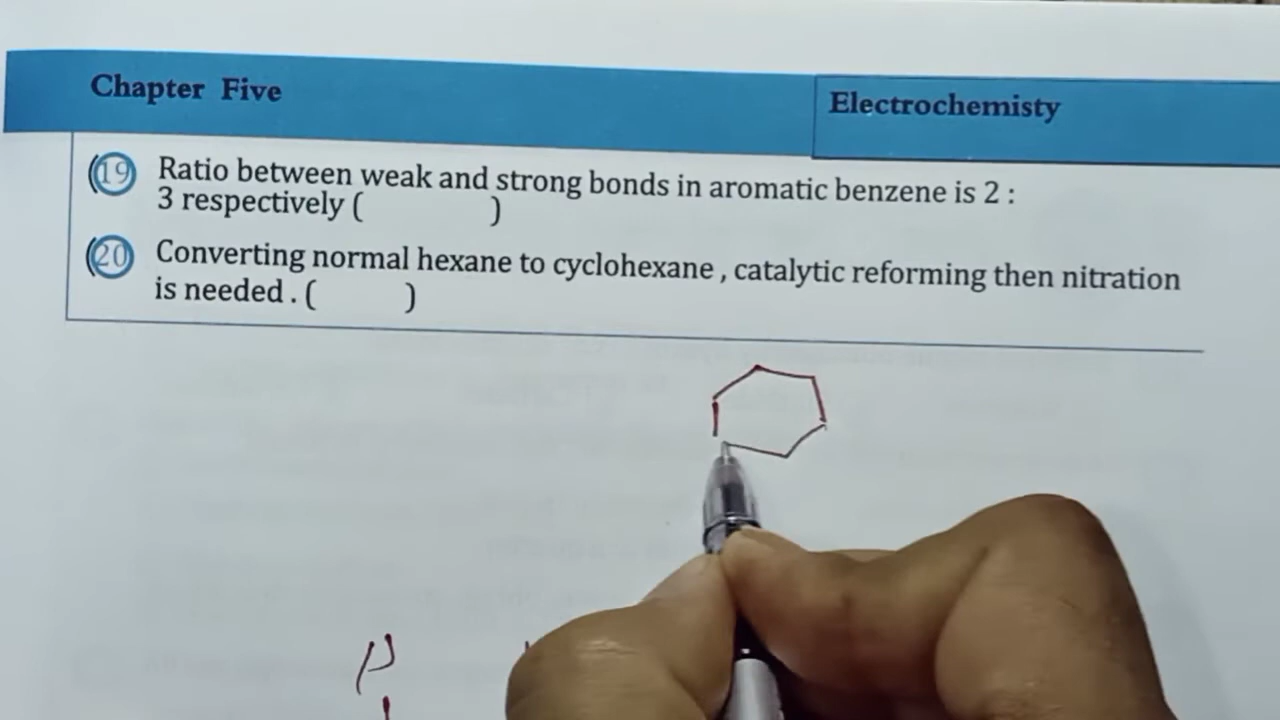 Chapter Five
Electrochemisty
(19 Ratio between weak and strong bonds in aromatic benzene is 2 :
3 respectively ( )
(20 Converting normal hexane to cyclohexane , catalytic reforming then nitration
is needed . ( )